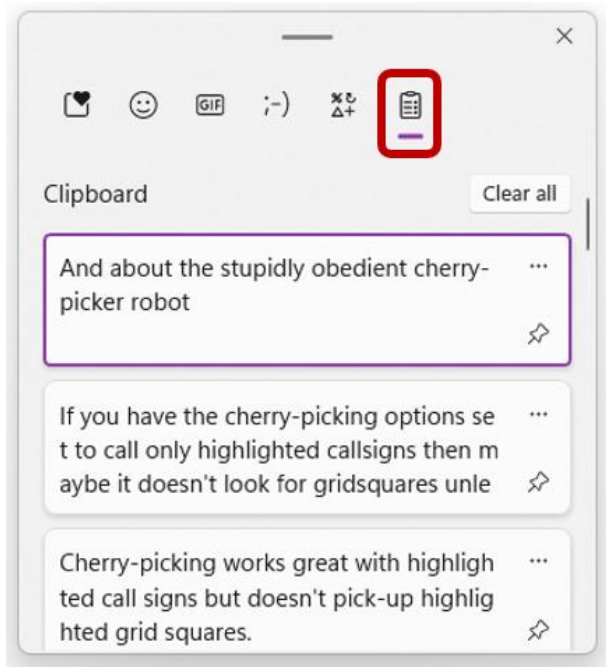 GIF ;-)
Clipboard Clear all
And about the stupidly obedient cherry-
picker robot
If you have the cherry-picking options se
t to call only highlighted callsigns then m
aybe it doesn't look for gridsquares unle
Cherry-picking works great with highligh
ted call signs but doesn't pick-up highlig
hted grid squares.